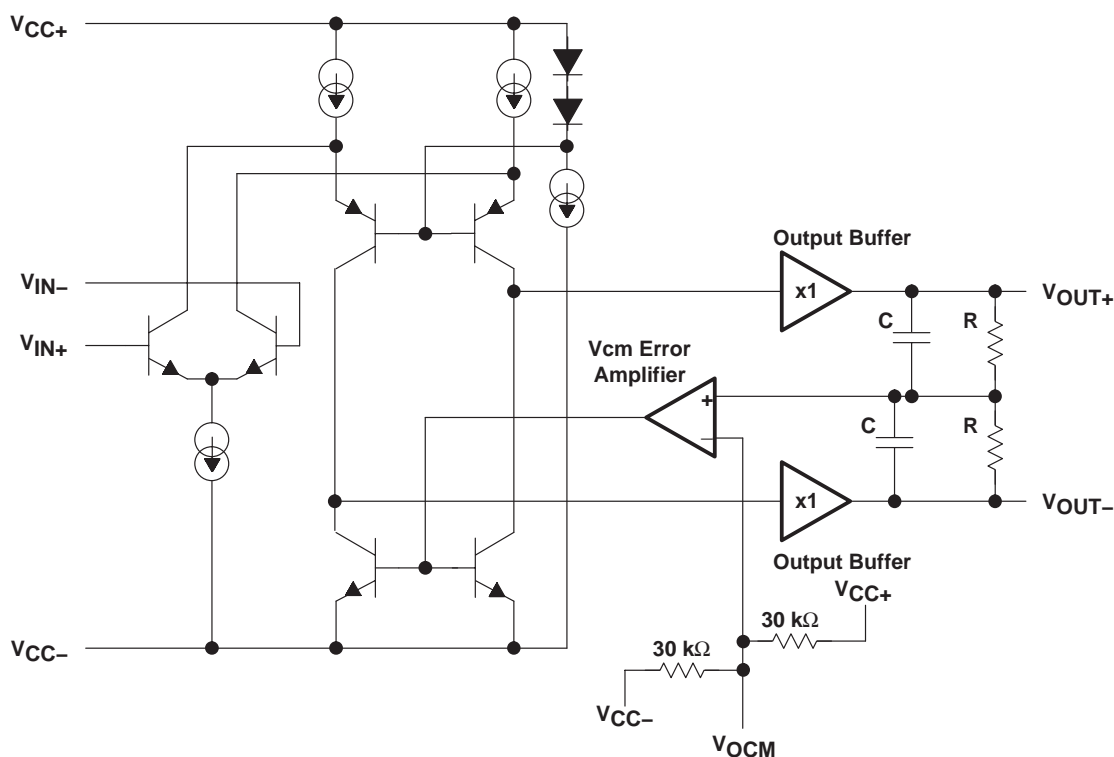 VCC+
Output Buffer
x1
VIN−
VOUT+
C
R
VIN+
Vcm Error
Amplifier
+
C
R
−
x1
VOUT−
Output Buffer
VCC+
30 kΩ
VCC−
30 kΩ
VCC−
VOCM